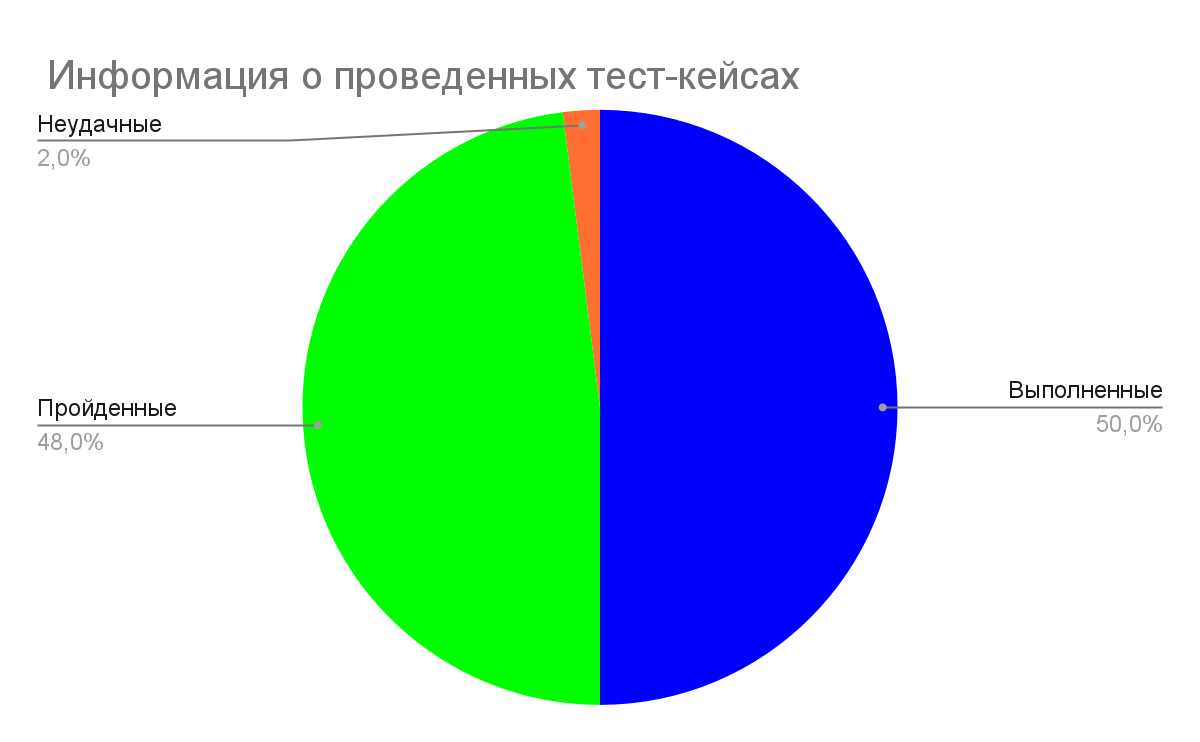 Информация о проведенных тест-кейсах
Неудачные
2,0%
Пройденные
48,0%
Выполненные
50,0%